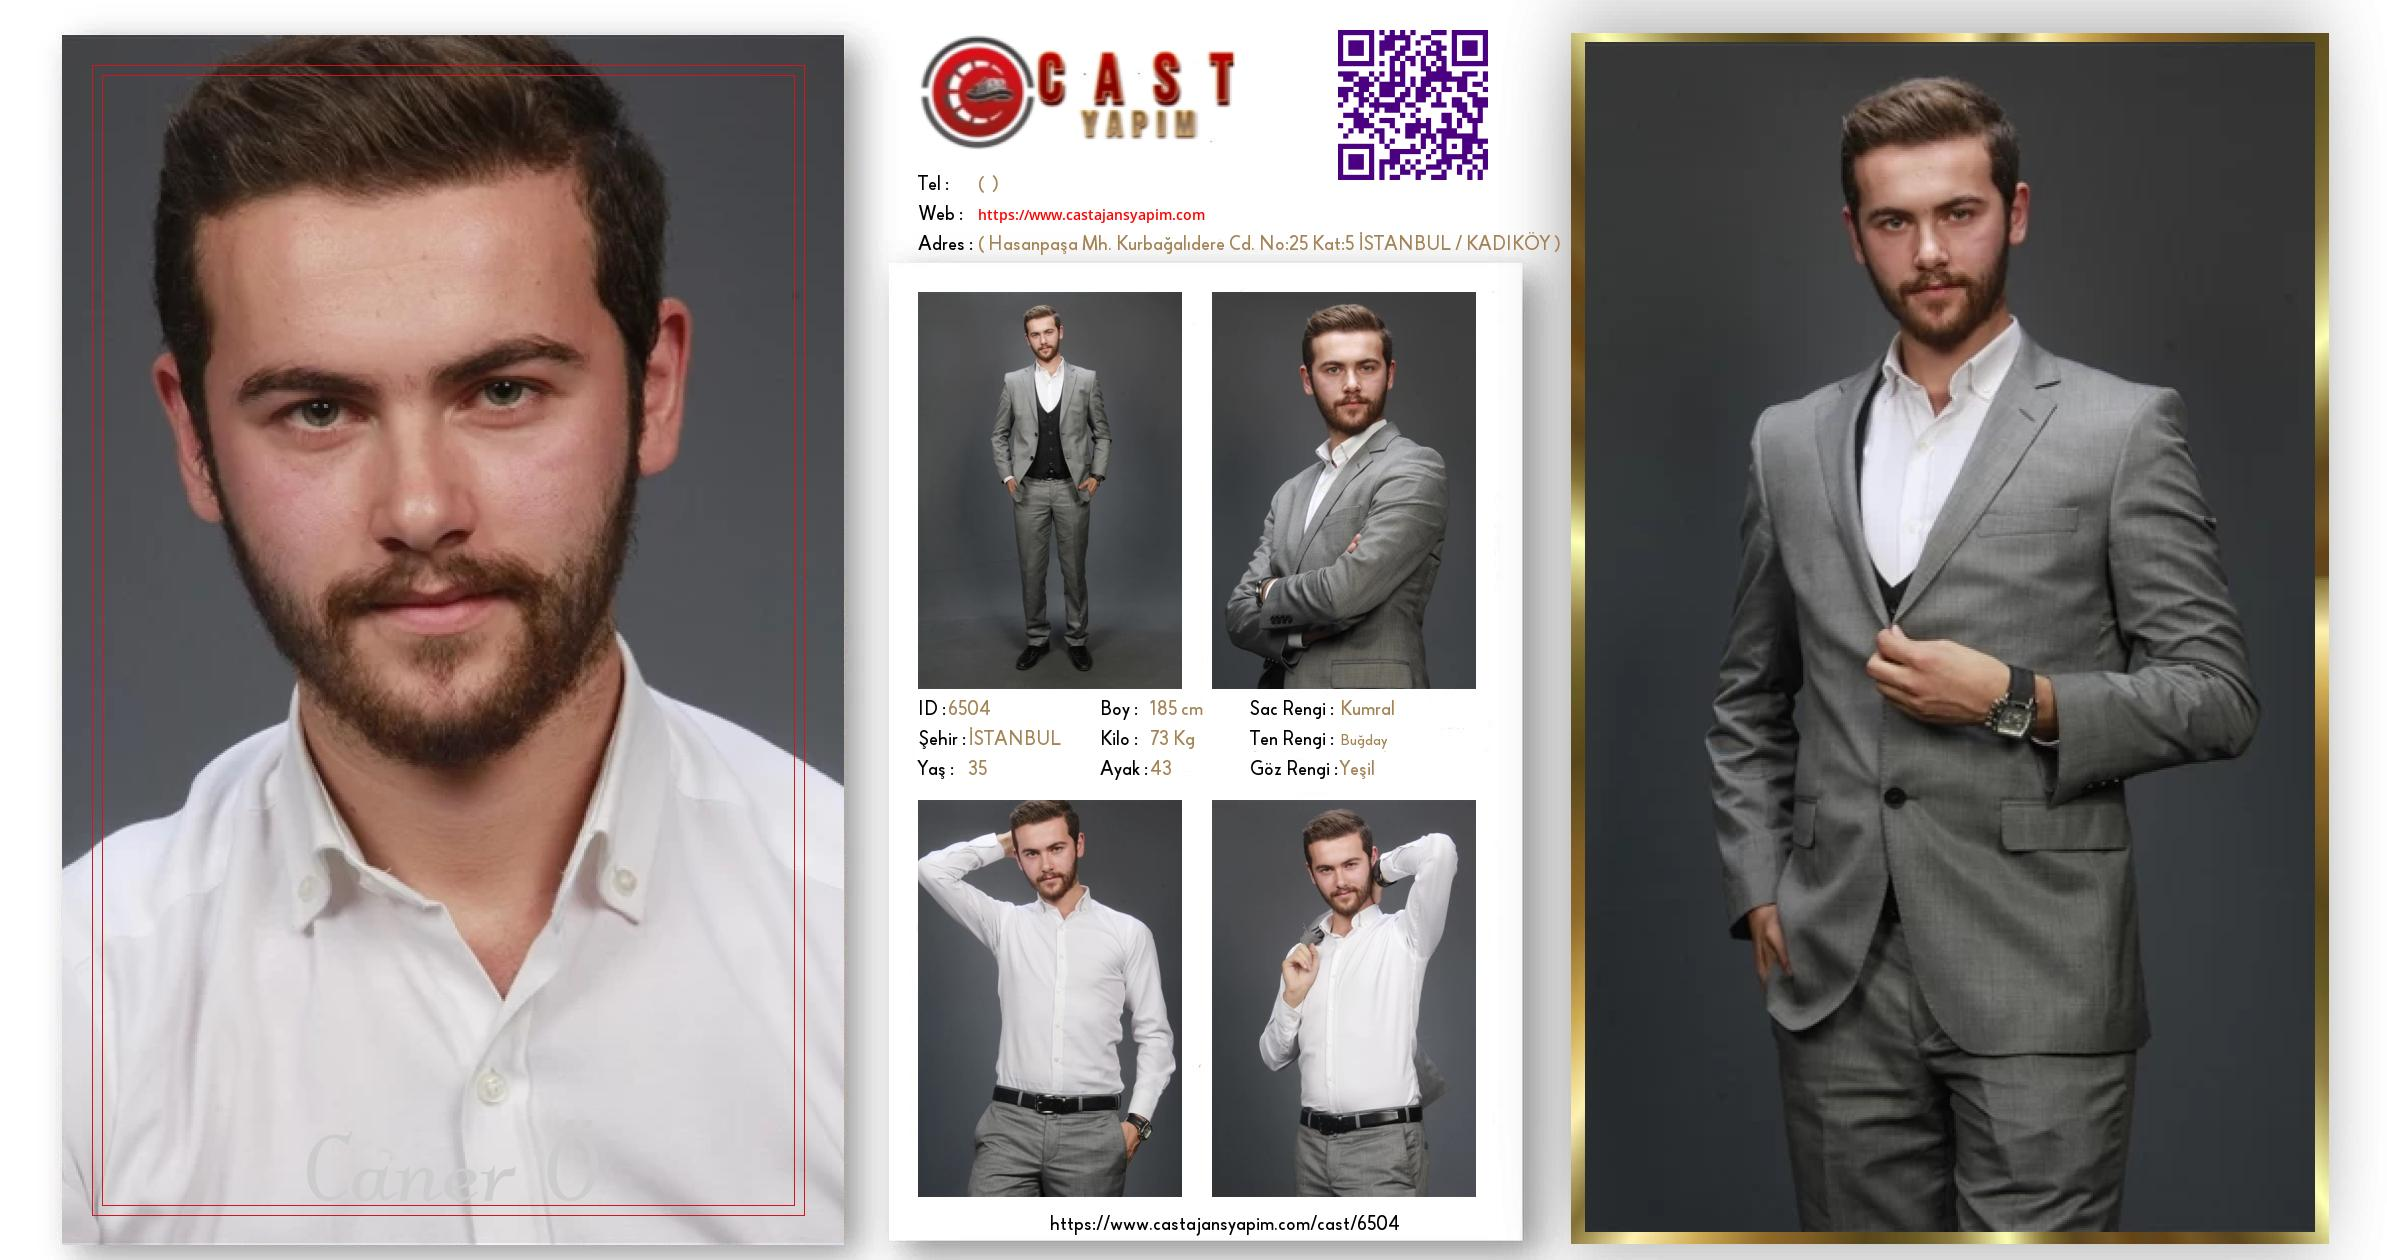 Caner Ö
CAST
YAPIM
Tel : ( )
Web : https://www.castajansyapim.com
Adres : ( Hasanpaşa Mh. Kurbağalıdere Cd. No:25 Kat:5 İSTANBUL / KADIKÖY )
ID : 6504 Boy : 185 cm Sac Rengi : Kumral
Şehir : İSTANBUL Kilo : 73 Kg Ten Rengi : Buğday
Yaş : 35 Ayak : 43 Göz Rengi : Yeşil
https://www.castajansyapim.com/cast/6504